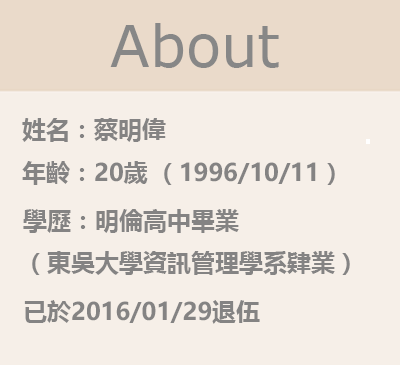 About
姓名：蔡明偉
年齡：20歲（1996/10/11）
學歷：明倫高中畢業
（東吳大學資訊管理學系肄業）
已於2016/01/29退伍